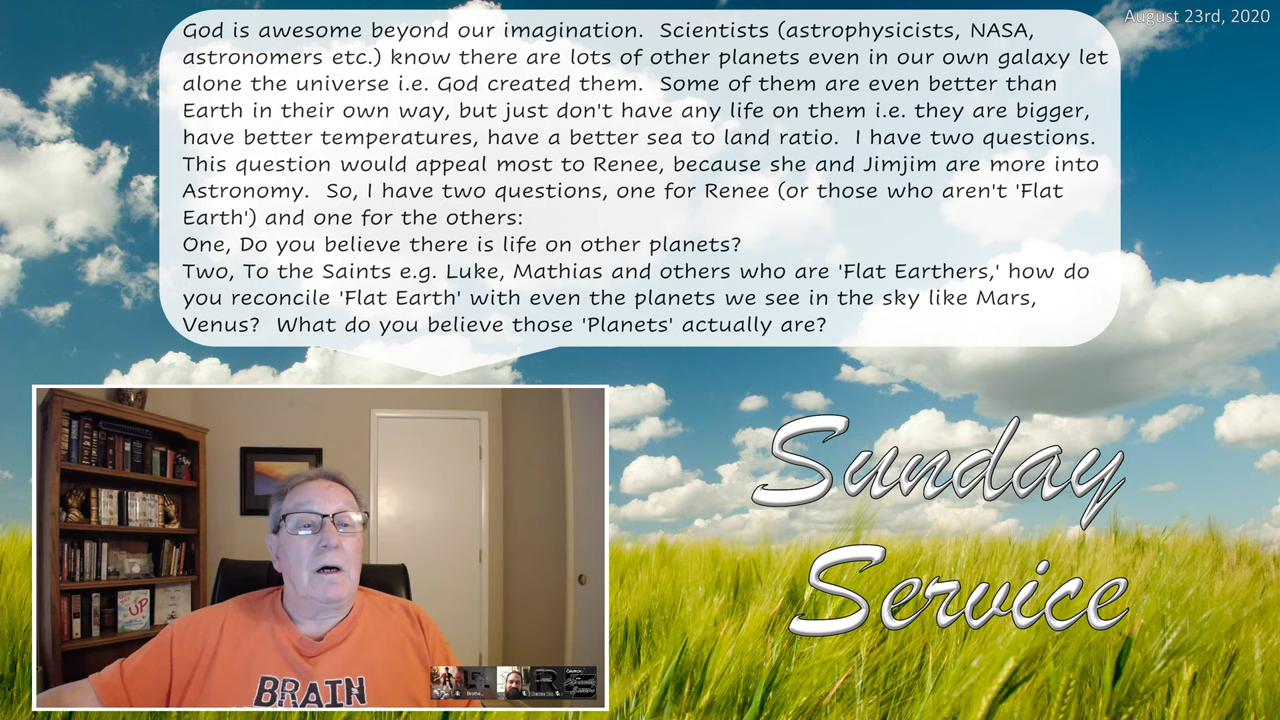 August 23rd, 2020
God is awesome beyond our imagination. Scientists (astrophysicists, NASA,
astronomers etc.) know there are lots of other planets even in our own galaxy let
alone the universe i.e. God created them. Some of them are even better than
Earth in their own way, but just don't have any life on them i.e. they are bigger,
have better temperatures, have a better sea to land ratio. I have two questions.
This question would appeal most to Renee, because she and Jimjim are more into
Astronomy. So, I have two questions, one for Renee (or those who aren't 'Flat
Earth') and one for the others:
One, Do you believe there is life on other planets?
Two, To the Saints e.g. Luke, Mathias and others who are 'Flat Earthers,' how do
you reconcile 'Flat Earth' with even the planets we see in the sky like Mars,
Venus? What do you believe those 'Planets' actually are?
Sunday
Service
UP
BRAIN